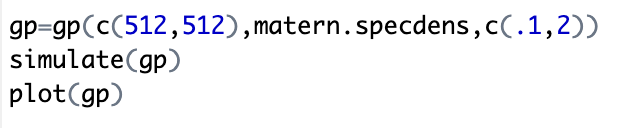 gp=gp(c(512,512),matern.specdens,c(.1,2))
simulate(gp)
plot(gp)